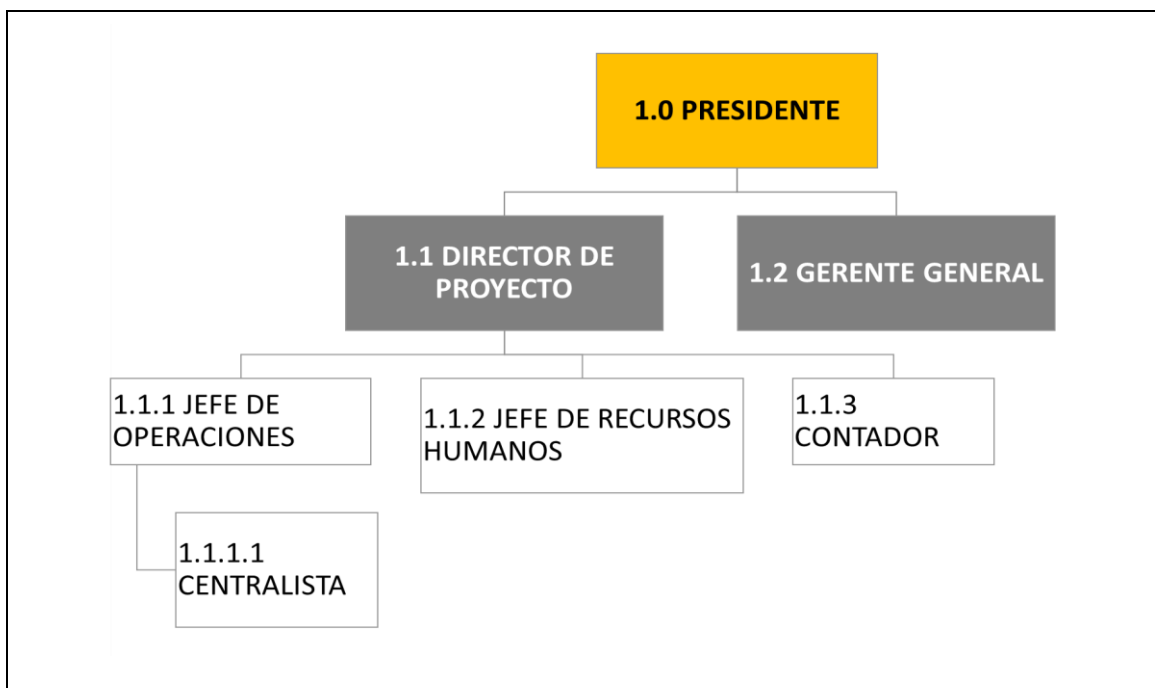 1.0 PRESIDENTE
1.1 DIRECTOR DE
PROYECTO
1.2 GERENTE GENERAL
1.1.1 JEFE DE
OPERACIONES
1.1.2 JEFE DE RECURSOS
HUMANOS
1.1.3
CONTADOR
1.1.1.1
CENTRALISTA